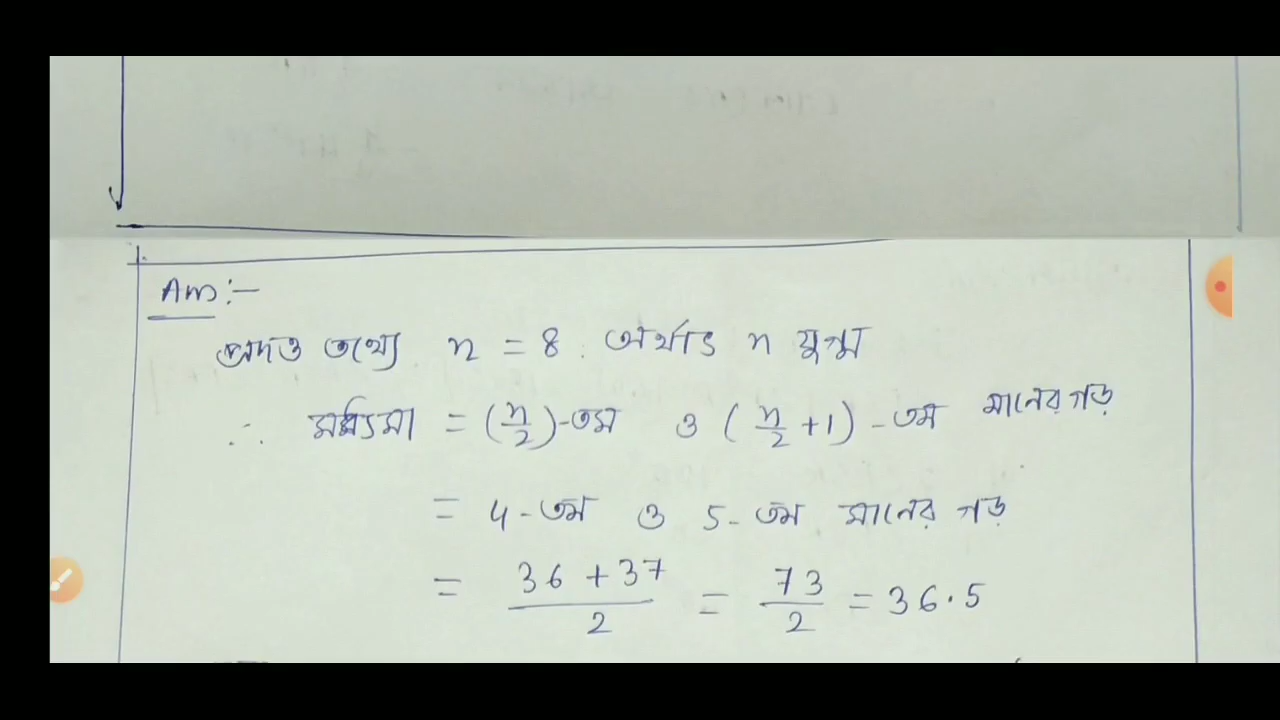 Ans:-
প্রদত্ত তথ্যে n = 8. অর্থাৎ n যুগ্ম
∴ মধ্যমা = (n/2)-তম ও (n/2 + 1) - তম মানের গড়
= 4-তম ও 5-তম মানের গড়
= (36 + 37)/2 = 73/2 = 36.5